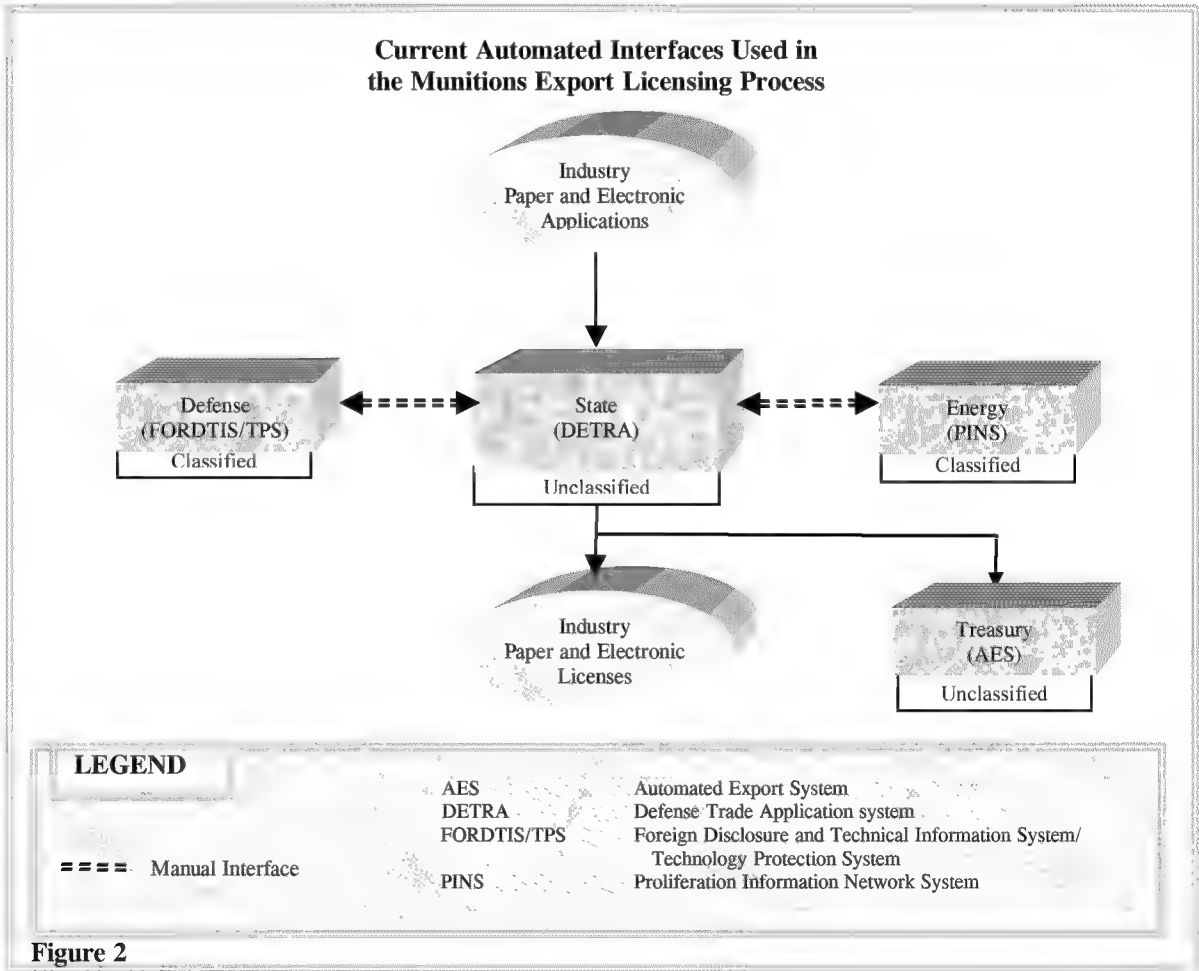 Current Automated Interfaces Used in
the Munitions Export Licensing Process
Industry
Paper and Electronic
Applications
Defense
(FORDTIS/TPS)
Classified
State
(DETRA)
Unclassified
Energy
(PINS)
Classified
Industry
Paper and Electronic
Licenses
Treasury
(AES)
Unclassified
LEGEND
==== Manual Interface
AES Automated Export System
DETRA Defense Trade Application system
FORDTIS/TPS Foreign Disclosure and Technical Information System/
Technology Protection System
PINS Proliferation Information Network System
Figure 2